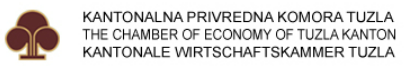 KANTONALNA PRIVREDNA KOMORA TUZLA
THE CHAMBER OF ECONOMY OF TUZLA KANTON
KANTONALE WIRTSCHAFTSKAMMER TUZLA